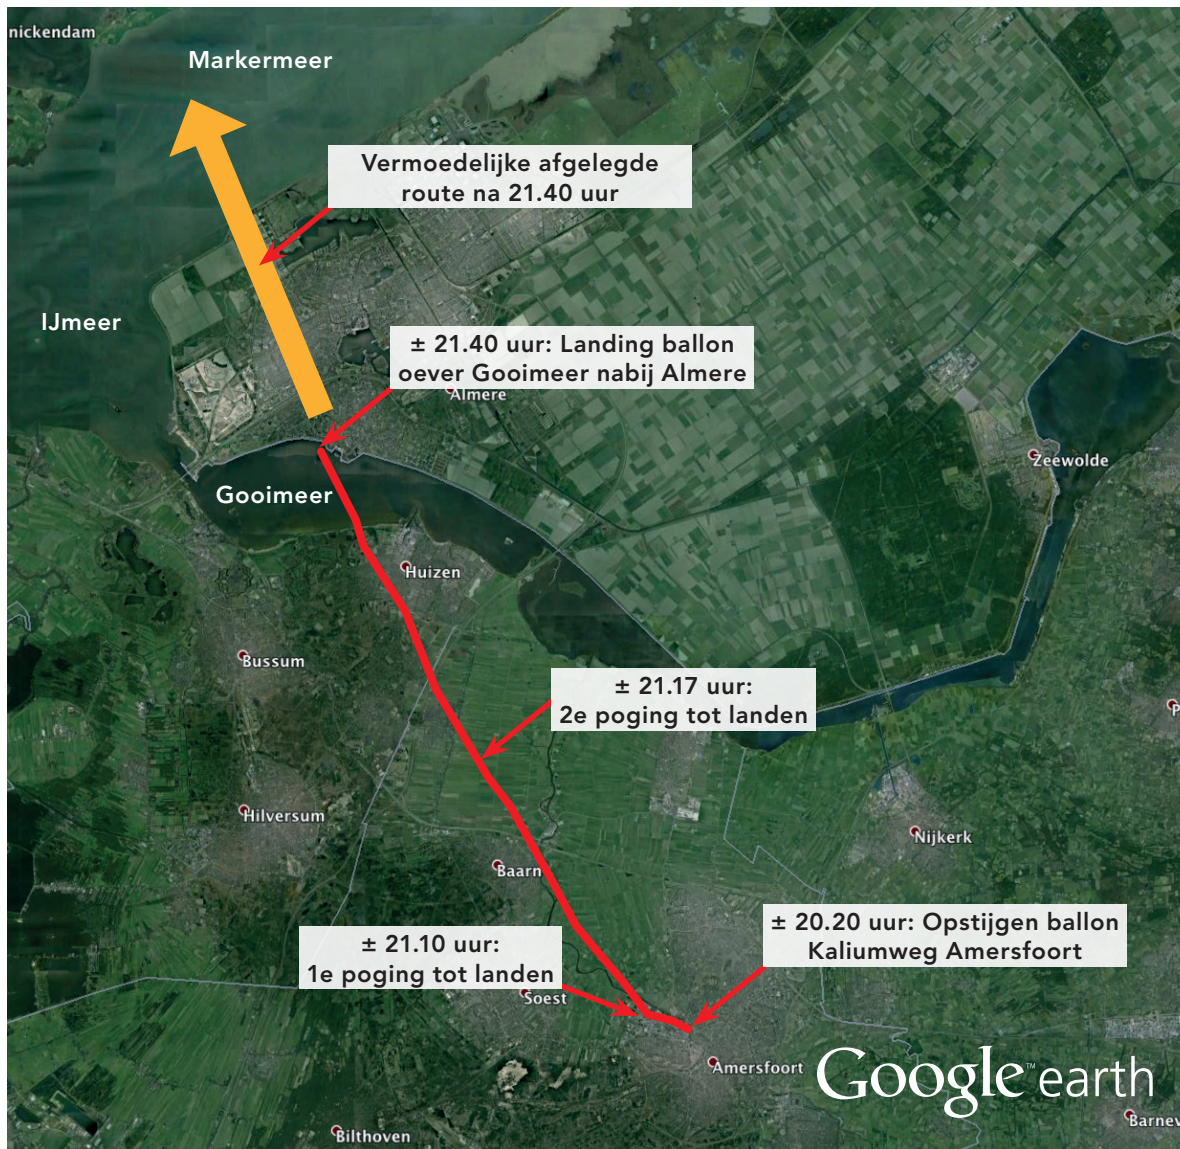 nickendam
Markermeer
Vermoedelijke afgelegde
route na 21.40 uur
IJmeer
± 21.40 uur: Landing ballon
oever Gooimeer nabij Almere
Almere
Zeewolde
Gooimeer
Huizen
Bussum
± 21.17 uur:
2e poging tot landen
P
Hilversum
Nijkerk
Baarn
± 20.20 uur: Opstijgen ballon
Kaliumweg Amersfoort
± 21.10 uur:
1e poging tot landen
Soest
Amersfoort
Google™ earth
Barnev
Bilthoven